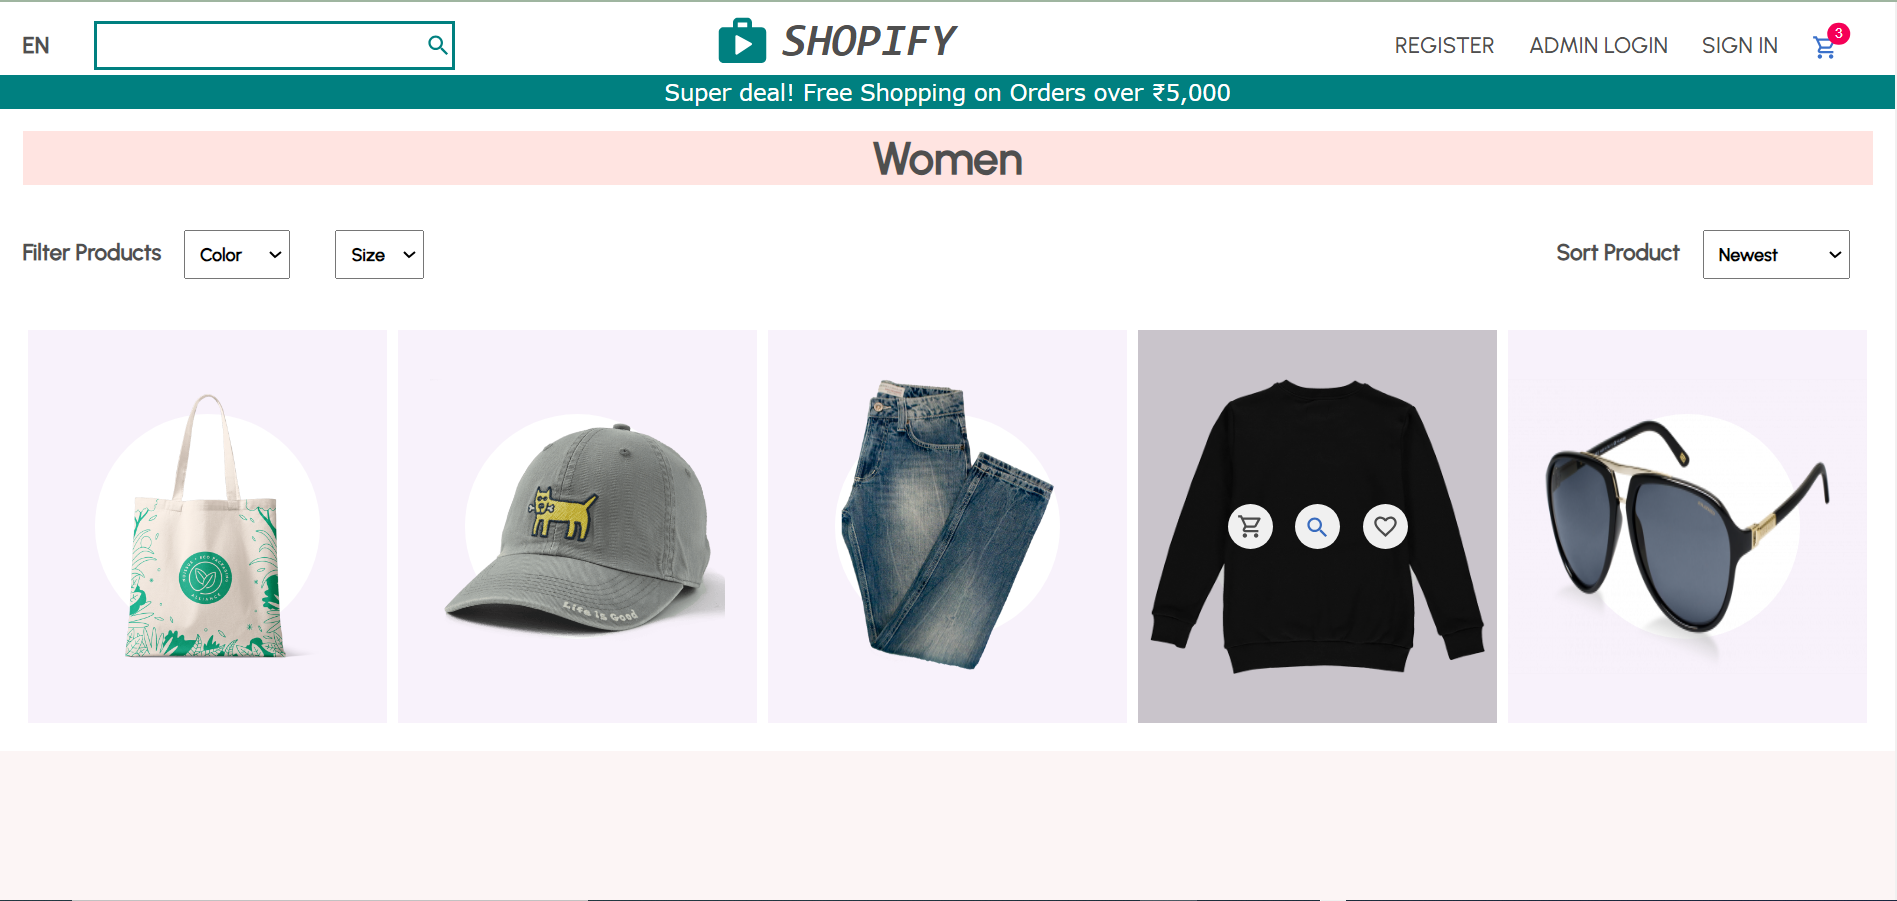 EN
SHOPIFY
REGISTER
ADMIN LOGIN
SIGN IN
3
Super deal! Free Shopping on Orders over ₹5,000
Women
Filter Products
Color
Size
Sort Product
Newest
ALLIANCE
Life is Good